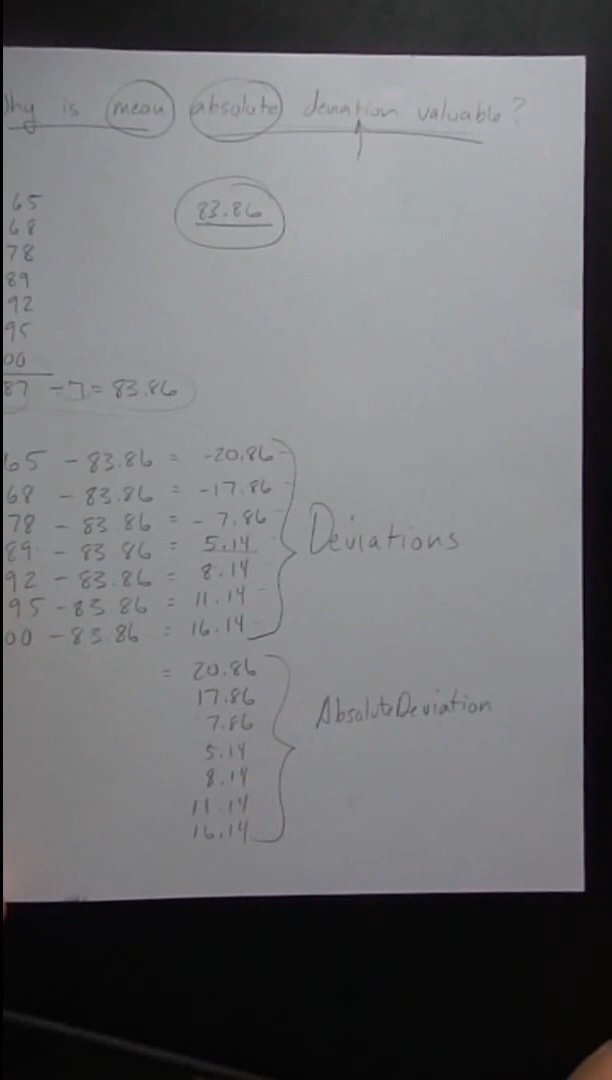 hy is mean absolute deviation valuable?
83.86
65
68
78
89
92
95
00
87 ÷ 7 = 83.86
65 - 83.86 = -20.86
68 - 83.86 = -17.86
78 - 83.86 = -7.86
89 - 83.86 = 5.14
92 - 83.86 = 8.14
95 - 83.86 = 11.14
00 - 83.86 = 16.14
Deviations
= 20.86
17.86
7.86
5.14
8.14
11.14
16.14
Absolute Deviation